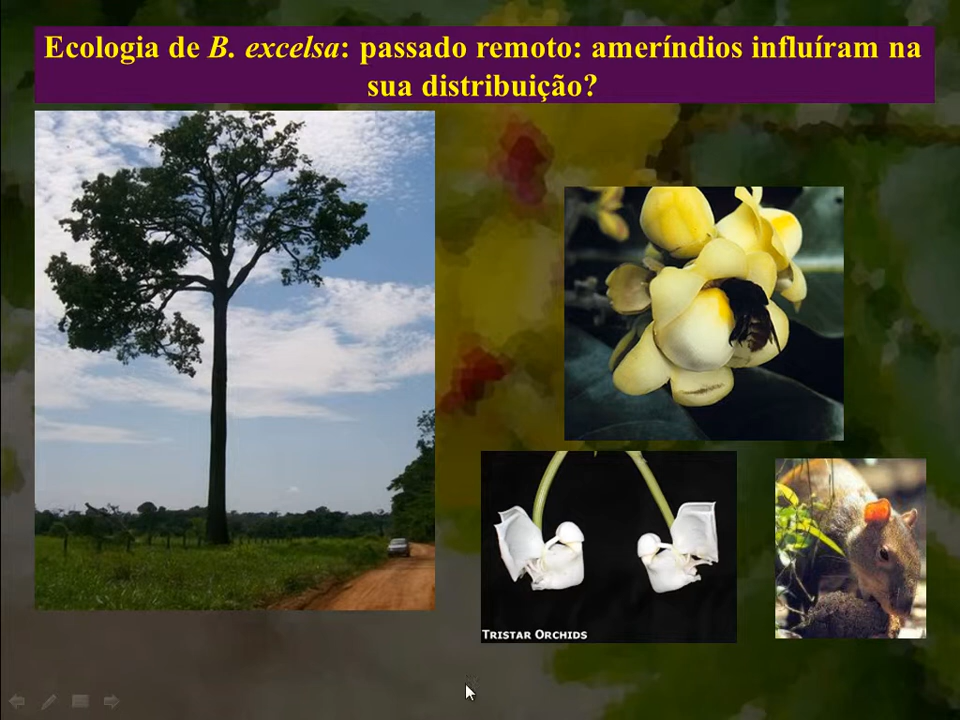 Ecologia de B. excelsa: passado remoto: ameríndios influíram na
sua distribuição?
TRISTAR ORCHIDS